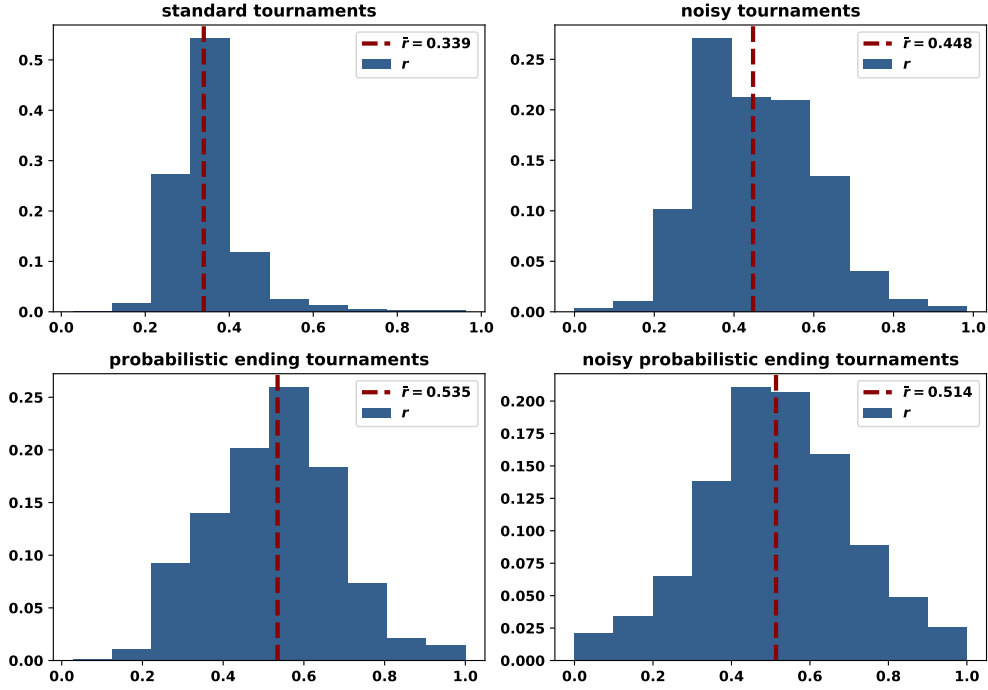 standard tournaments
r̄ = 0.339
r
0.5
0.4
0.3
0.2
0.1
0.0
0.0 0.2 0.4 0.6 0.8 1.0
noisy tournaments
r̄ = 0.448
r
0.25
0.20
0.15
0.10
0.05
0.00
0.0 0.2 0.4 0.6 0.8 1.0
probabilistic ending tournaments
r̄ = 0.535
r
0.25
0.20
0.15
0.10
0.05
0.00
0.0 0.2 0.4 0.6 0.8 1.0
noisy probabilistic ending tournaments
r̄ = 0.514
r
0.200
0.175
0.150
0.125
0.100
0.075
0.050
0.025
0.000
0.0 0.2 0.4 0.6 0.8 1.0